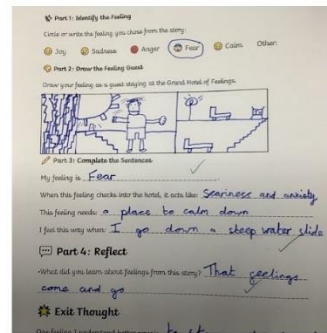 Part 1: Identify the Feeling
Circle or write the feeling you chose from the story:
Joy Sadness Anger Fear Calm Other:
Part 2: Draw the Feeling Guest
Draw your feeling as a guest staying at the Grand Hotel of Feelings.
Part 3: Complete the Sentences
My feeling is Fear
When this feeling checks into the hotel, it acts like: Scariness and anxiety
This feeling needs: a place to calm down
I feel this way when: I go down a steep water slide
Part 4: Reflect
•What did you learn about feelings from this story? That feelings
come and go
Exit Thought
One feeling I understand better now is: to st